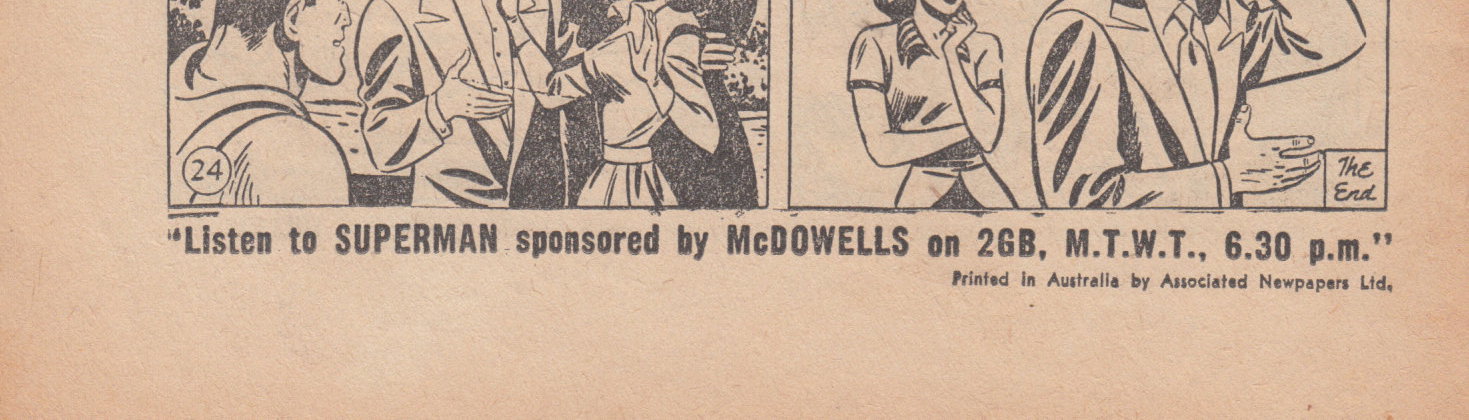 24
The
End
"Listen to SUPERMAN sponsored by McDOWELLS on 2GB, M.T.W.T., 6.30 p.m."
Printed in Australia by Associated Newpapers Ltd.